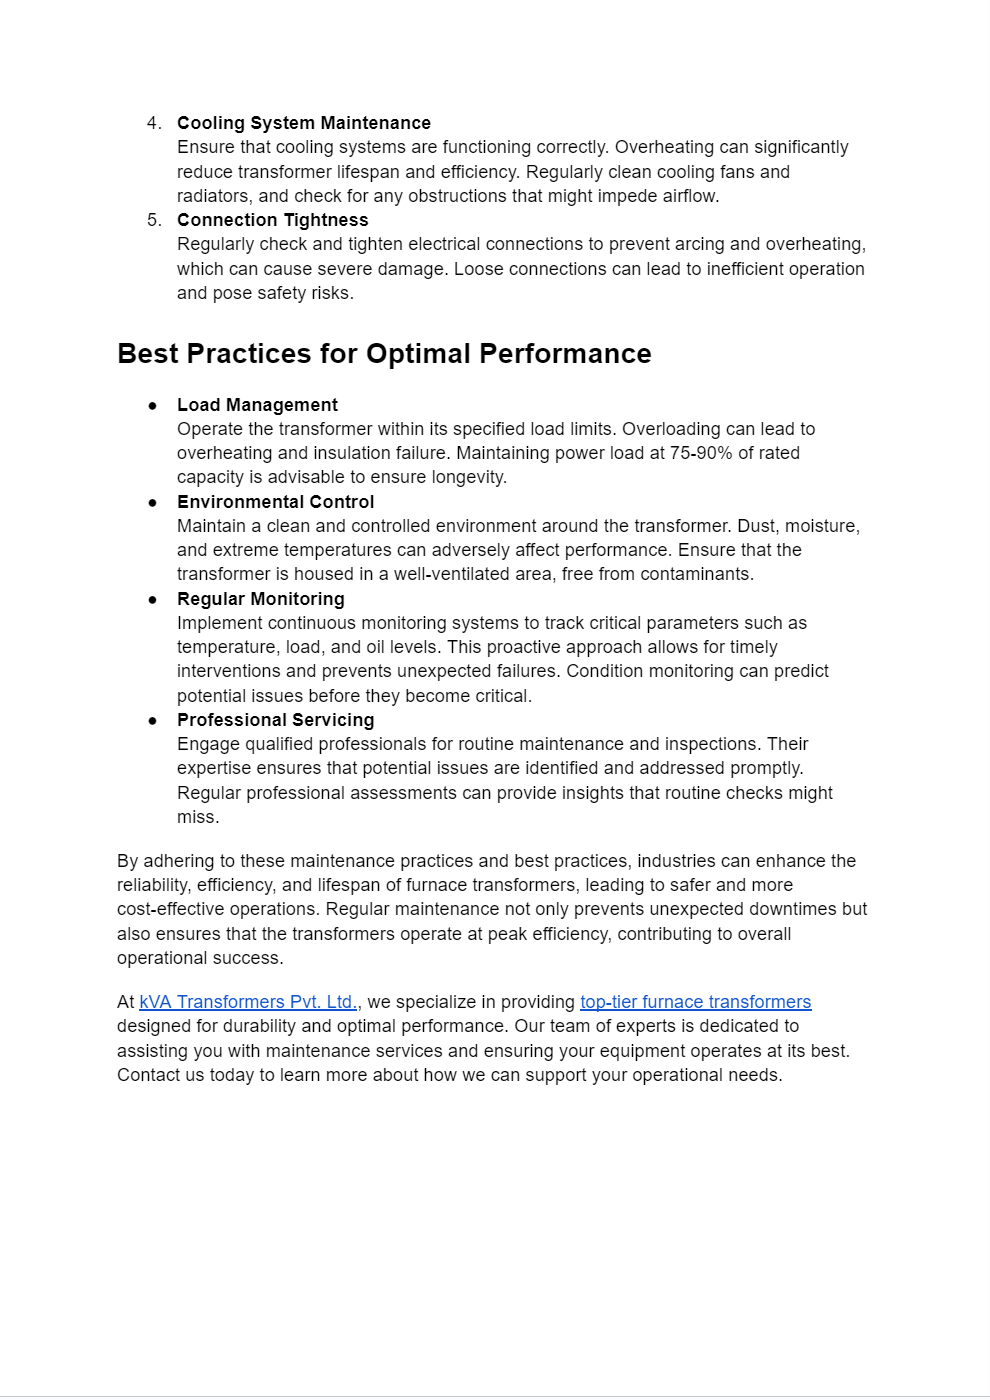 4. Cooling System Maintenance
Ensure that cooling systems are functioning correctly. Overheating can significantly
reduce transformer lifespan and efficiency. Regularly clean cooling fans and
radiators, and check for any obstructions that might impede airflow.
5. Connection Tightness
Regularly check and tighten electrical connections to prevent arcing and overheating,
which can cause severe damage. Loose connections can lead to inefficient operation
and pose safety risks.
Best Practices for Optimal Performance
● Load Management
Operate the transformer within its specified load limits. Overloading can lead to
overheating and insulation failure. Maintaining power load at 75-90% of rated
capacity is advisable to ensure longevity.
● Environmental Control
Maintain a clean and controlled environment around the transformer. Dust, moisture,
and extreme temperatures can adversely affect performance. Ensure that the
transformer is housed in a well-ventilated area, free from contaminants.
● Regular Monitoring
Implement continuous monitoring systems to track critical parameters such as
temperature, load, and oil levels. This proactive approach allows for timely
interventions and prevents unexpected failures. Condition monitoring can predict
potential issues before they become critical.
● Professional Servicing
Engage qualified professionals for routine maintenance and inspections. Their
expertise ensures that potential issues are identified and addressed promptly.
Regular professional assessments can provide insights that routine checks might
miss.
By adhering to these maintenance practices and best practices, industries can enhance the
reliability, efficiency, and lifespan of furnace transformers, leading to safer and more
cost-effective operations. Regular maintenance not only prevents unexpected downtimes but
also ensures that the transformers operate at peak efficiency, contributing to overall
operational success.
At kVA Transformers Pvt. Ltd., we specialize in providing top-tier furnace transformers
designed for durability and optimal performance. Our team of experts is dedicated to
assisting you with maintenance services and ensuring your equipment operates at its best.
Contact us today to learn more about how we can support your operational needs.